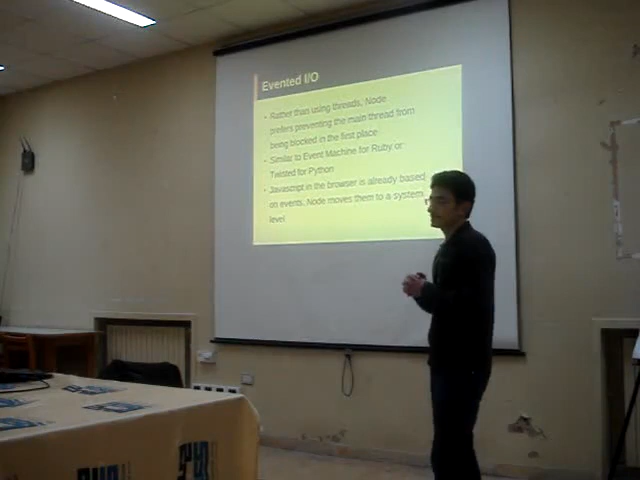 Evented I/O
- Rather than using threads, Node
prefers preventing the main thread from
being blocked in the first place
- Similar to Event Machine for Ruby or
Twisted for Python
- Javascript in the browser is already based
on events, Node moves them to a system
level